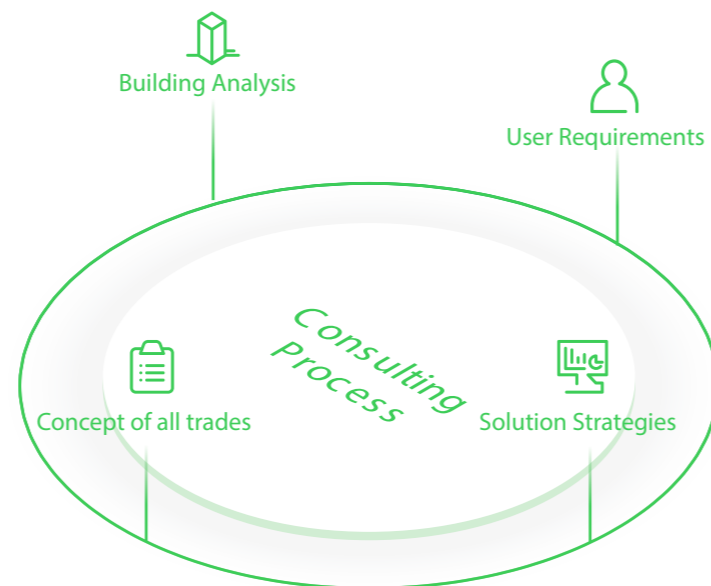 Building Analysis
User Requirements
Consulting
Process
Concept of all trades
Solution Strategies